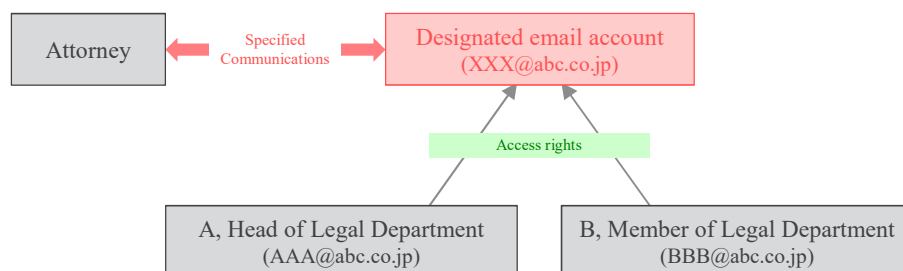 Attorney
Specified
Communications
Designated email account
(XXX@abc.co.jp)
Access rights
A, Head of Legal Department
(AAA@abc.co.jp)
B, Member of Legal Department
(BBB@abc.co.jp)